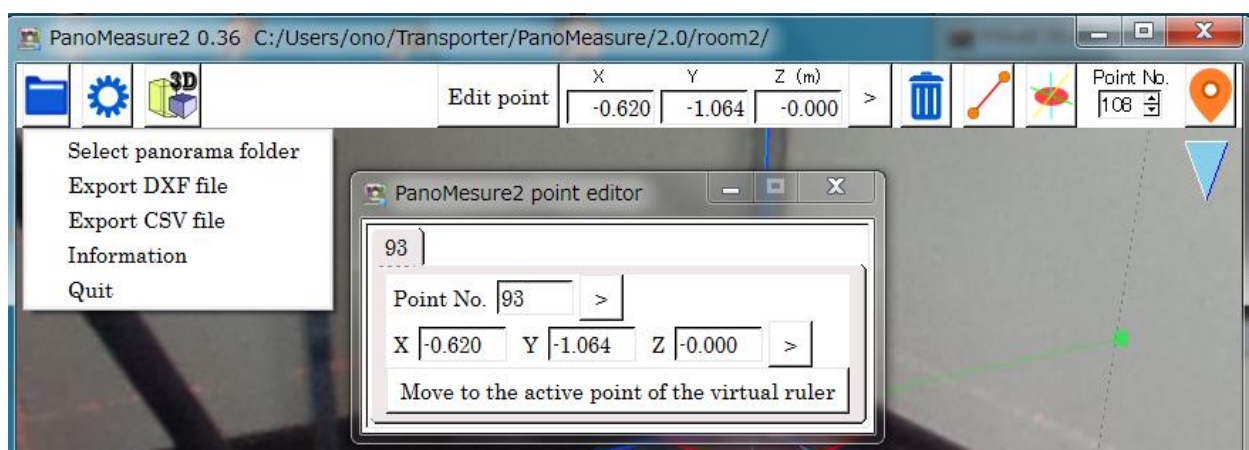 PanoMeasure2 0.36 C:/Users/ono/Transporter/PanoMeasure/2.0/room2/
X Y Z (m) Point No.
Edit point -0.620 -1.064 -0.000 > 108
3D
Select panorama folder
Export DXF file
Export CSV file
Information
Quit
PanoMesure2 point editor
93
Point No. 93 >
X -0.620 Y -1.064 Z -0.000 >
Move to the active point of the virtual ruler